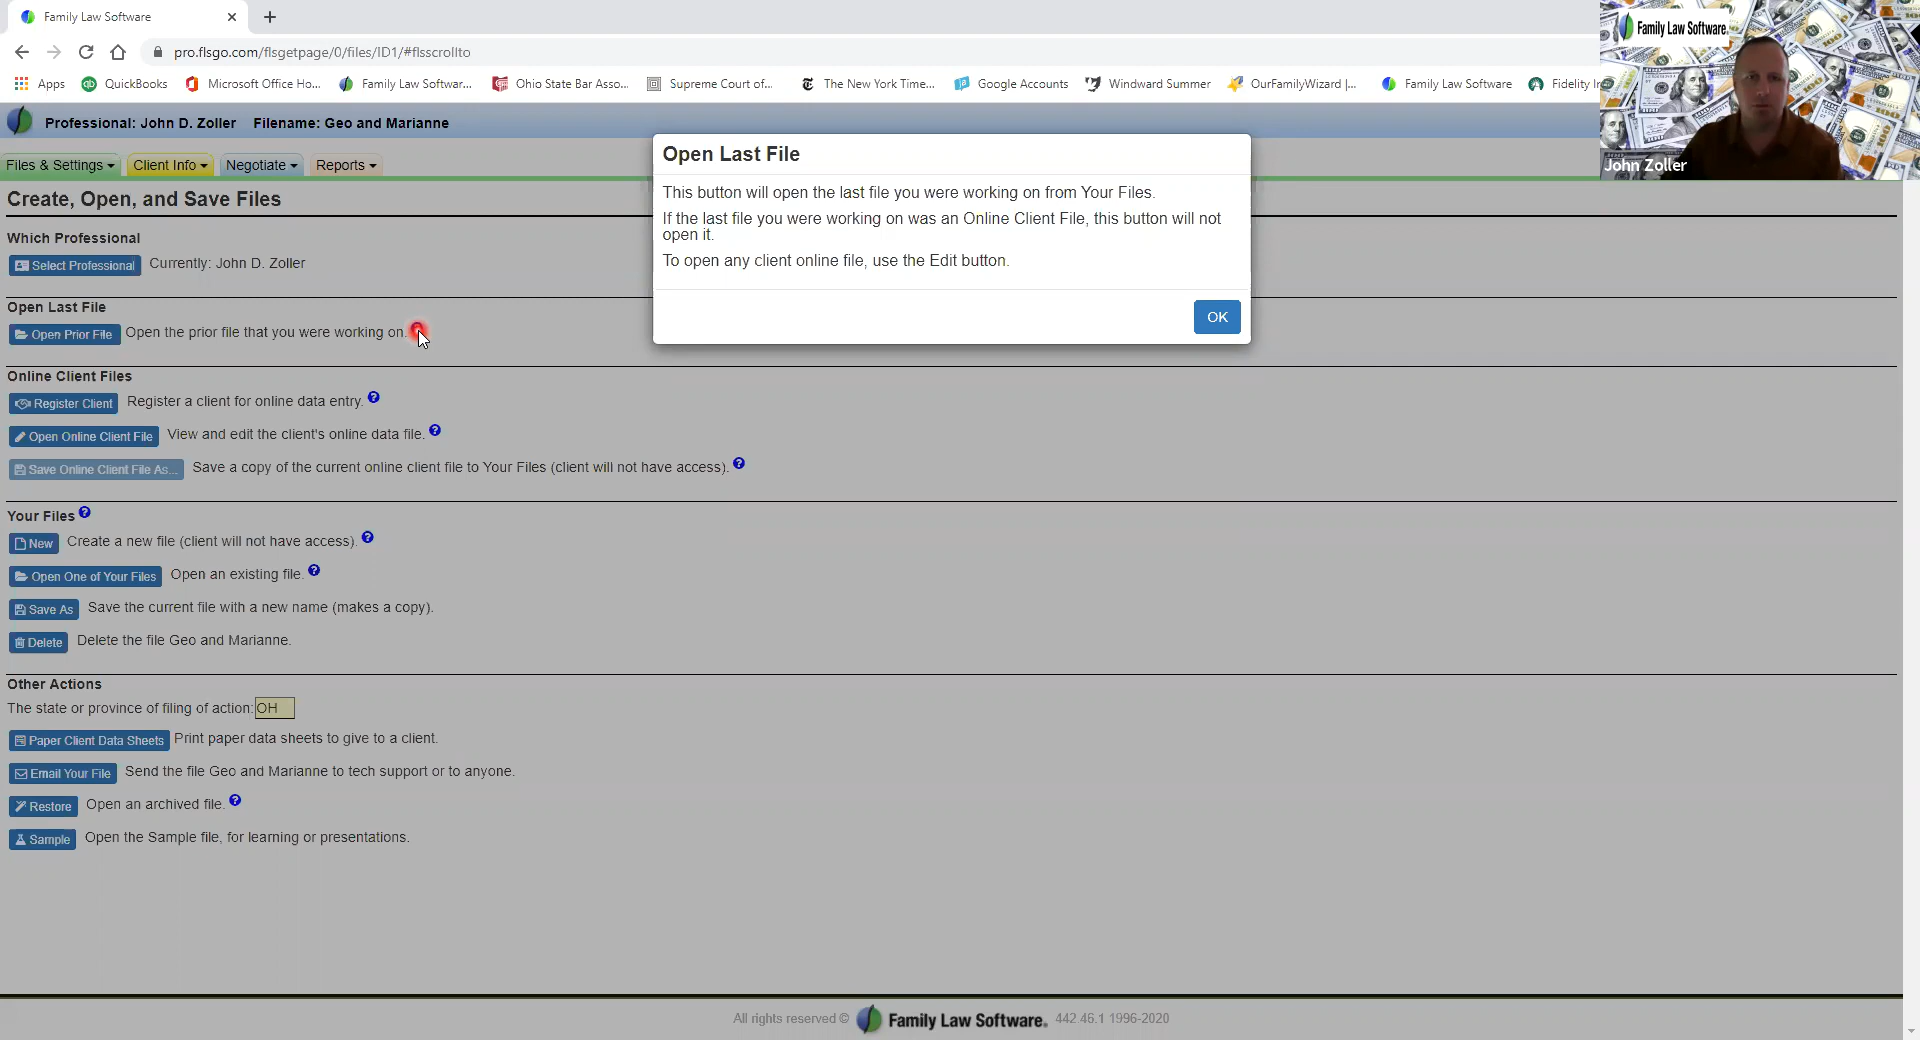 Family Law Software
pro.flsgo.com/flsgetpage/0/files/ID1/#flsscrollto
Apps QuickBooks Microsoft Office Ho... Family Law Softwar... Ohio State Bar Asso... Supreme Court of... The New York Time... Google Accounts Windward Summer OurFamilyWizard |... Family Law Software Fidelity In
Family Law Software.
John Zoller
Professional: John D. Zoller Filename: Geo and Marianne
Files & Settings Client Info Negotiate Reports
Create, Open, and Save Files
Open Last File
This button will open the last file you were working on from Your Files.
If the last file you were working on was an Online Client File, this button will not
open it.
To open any client online file, use the Edit button.
OK
Which Professional
Select Professional Currently: John D. Zoller
Open Last File
Open Prior File Open the prior file that you were working on.
Online Client Files
Register Client Register a client for online data entry.
Open Online Client File View and edit the client's online data file.
Save Online Client File As... Save a copy of the current online client file to Your Files (client will not have access).
Your Files
New Create a new file (client will not have access).
Open One of Your Files Open an existing file.
Save As Save the current file with a new name (makes a copy).
Delete Delete the file Geo and Marianne.
Other Actions
The state or province of filing of action: OH
Paper Client Data Sheets Print paper data sheets to give to a client.
Email Your File Send the file Geo and Marianne to tech support or to anyone.
Restore Open an archived file.
Sample Open the Sample file, for learning or presentations.
All rights reserved © Family Law Software. 442.46.1 1996-2020